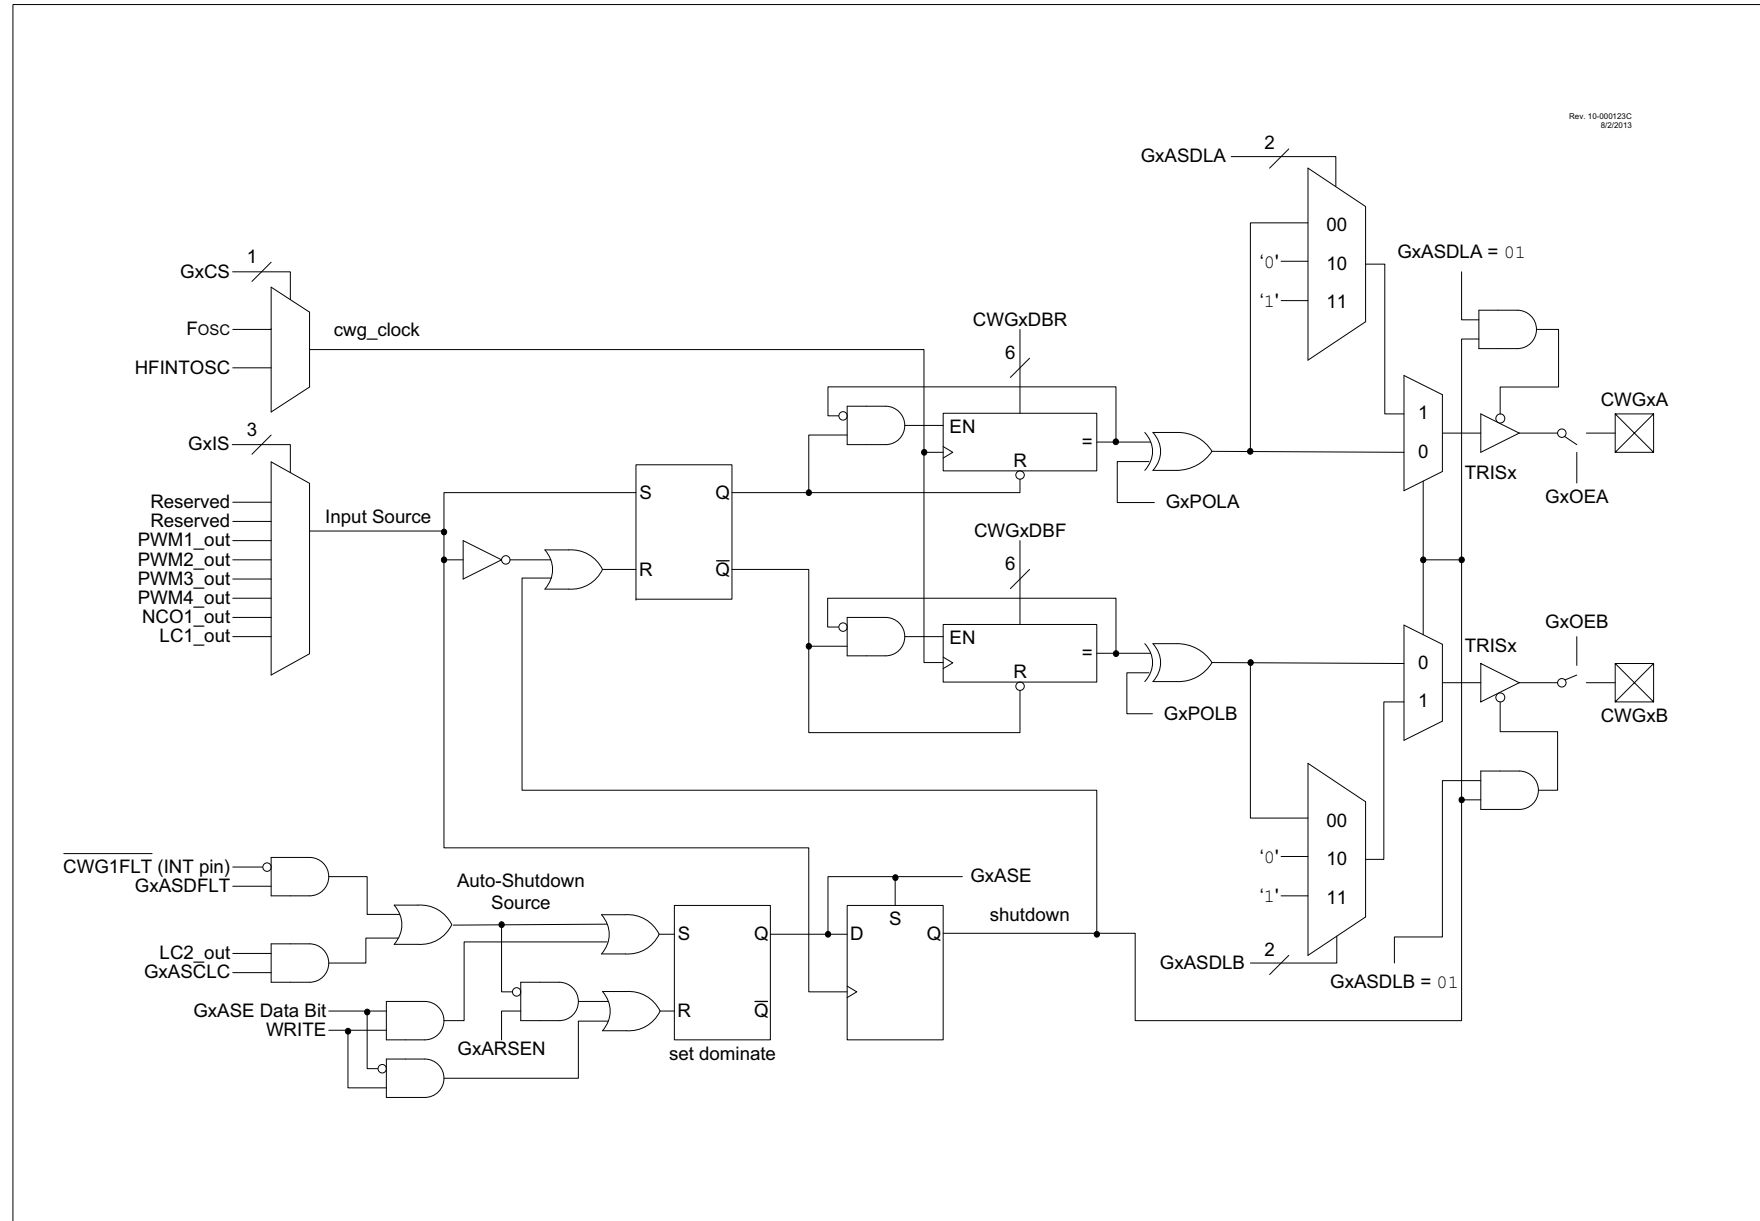 Rev. 10-000123C
8/2/2013
GxASDLA
2
00
‘0’
10
‘1’
11
GxASDLA = 01
GxCS
1
FOSC
HFINTOSC
cwg_clock
CWGxDBR
6
EN
=
R
GxPOLA
1
0
TRISx
CWGxA
GxOEA
GxIS
3
Reserved
Reserved
PWM1_out
PWM2_out
PWM3_out
PWM4_out
NCO1_out
LC1_out
Input Source
S
Q
R
Q
CWGxDBF
6
EN
=
R
GxPOLB
0
1
TRISx
GxOEB
CWGxB
00
‘0’
10
‘1’
11
GxASDLB
2
GxASDLB = 01
CWG1FLT (INT pin)
GxASDFLT
LC2_out
GxASCLC
GxASE Data Bit
WRITE
Auto-Shutdown
Source
GxARSEN
S
Q
R
Q
set dominate
GxASE
S
D
Q
shutdown